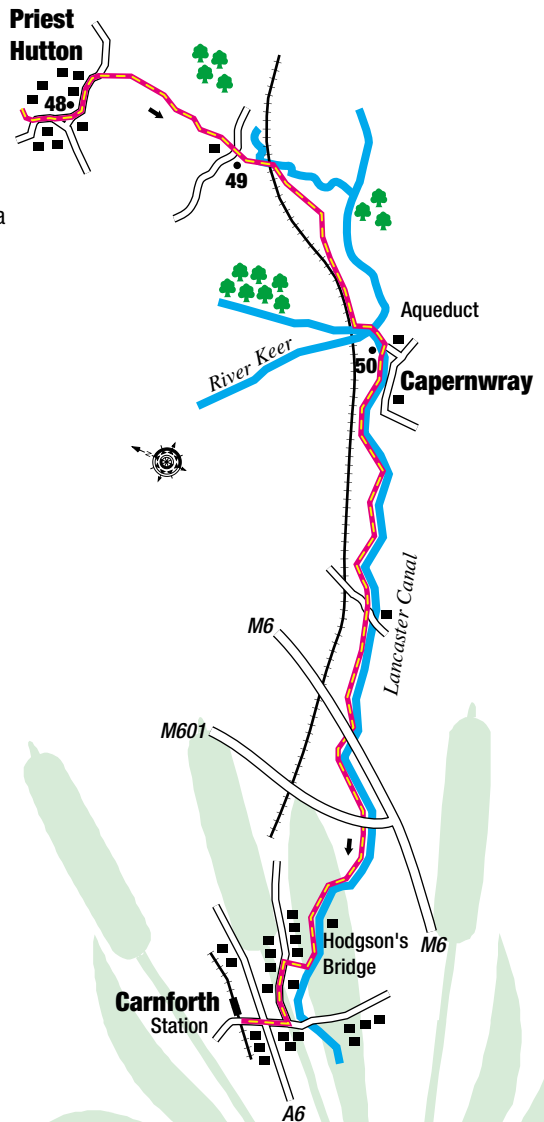 Priest
Hutton
48
49
a
Aqueduct
River Keer
50
Capernwray
N
Lancaster Canal
M6
M601
Hodgson's
Bridge
M6
Carnforth
Station
A6